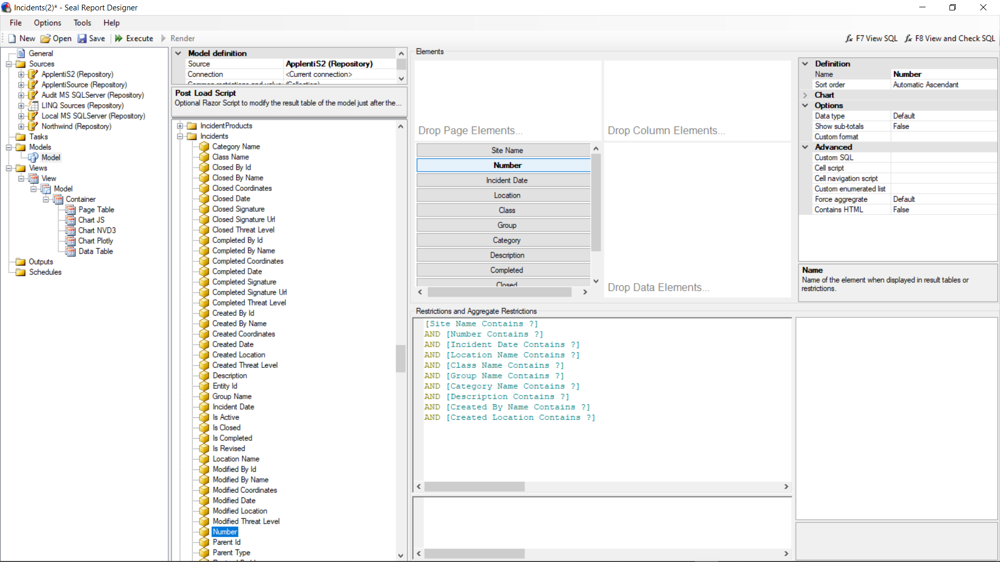 Incidents(2)* - Seal Report Designer
File Options Tools Help
New Open Save Execute Render
F7 View SQL F8 View and Check SQL
General
Sources
ApplentiS2 (Repository)
ApplentiSource (Repository)
Audit MS SQLServer (Repository)
LINQ Sources (Repository)
Local MS SQLServer (Repository)
Northwind (Repository)
Tasks
Models
Model
Views
View
Model
Container
Page Table
Chart JS
Chart NVD3
Chart Plotly
Data Table
Outputs
Schedules
Model definition
Source ApplentiS2 (Repository)
Connection <Current connection>
Post Load Script
Optional Razor Script to modify the result table of the model just after the...
IncidentProducts
Incidents
Category Name
Class Name
Closed By Id
Closed By Name
Closed Coordinates
Closed Date
Closed Signature
Closed Signature Url
Closed Threat Level
Completed By Id
Completed By Name
Completed Coordinates
Completed Date
Completed Signature
Completed Signature Url
Completed Threat Level
Created By Id
Created By Name
Created Coordinates
Created Date
Created Location
Created Threat Level
Description
Entity Id
Group Name
Incident Date
Is Active
Is Closed
Is Completed
Is Revised
Location Name
Modified By Id
Modified By Name
Modified Coordinates
Modified Date
Modified Location
Modified Threat Level
Number
Parent Id
Parent Type
Elements
Drop Page Elements...
Drop Column Elements...
Site Name
Number
Incident Date
Location
Class
Group
Category
Description
Completed
Closed
Drop Data Elements...
Definition
Name Number
Sort order Automatic Ascendant
Chart
Options
Data type Default
Show sub-totals False
Custom format
Advanced
Custom SQL
Cell script
Cell navigation script
Custom enumerated list
Force aggregrate Default
Contains HTML False
Name
Name of the element when displayed in result tables or
restrictions.
Restrictions and Aggregate Restrictions
[Site Name Contains ?]
AND [Number Contains ?]
AND [Incident Date Contains ?]
AND [Location Name Contains ?]
AND [Class Name Contains ?]
AND [Group Name Contains ?]
AND [Category Name Contains ?]
AND [Description Contains ?]
AND [Created By Name Contains ?]
AND [Created Location Contains ?]